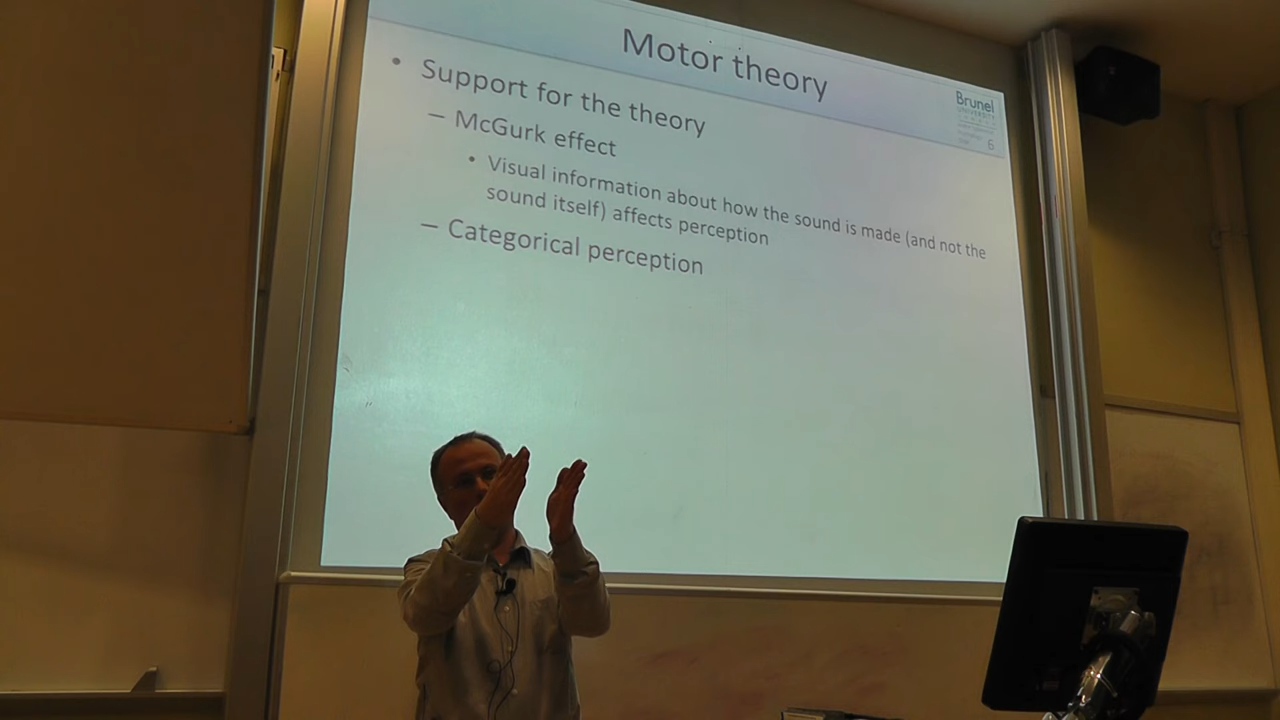 Motor theory
Brunel
UNIVERSITY
6
• Support for the theory
– McGurk effect
• Visual information about how the sound is made (and not the
sound itself) affects perception
– Categorical perception